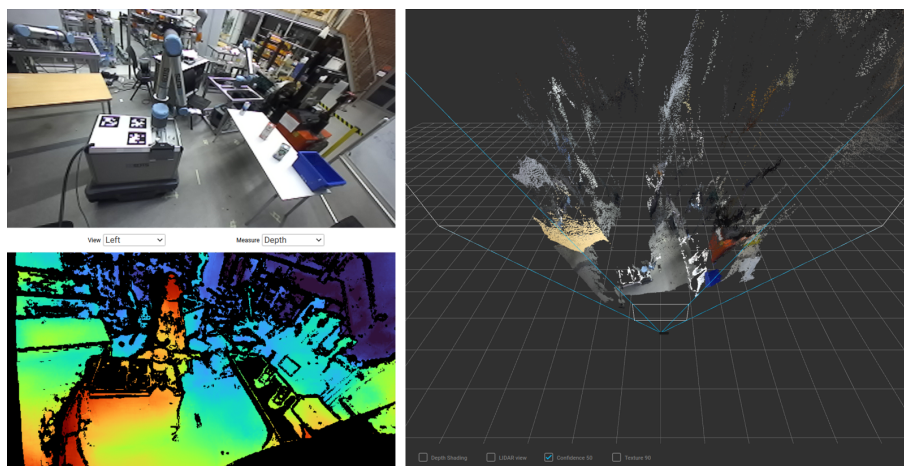 View Left Measure Depth
Depth Shading LIDAR view Confidence 50 Texture 90